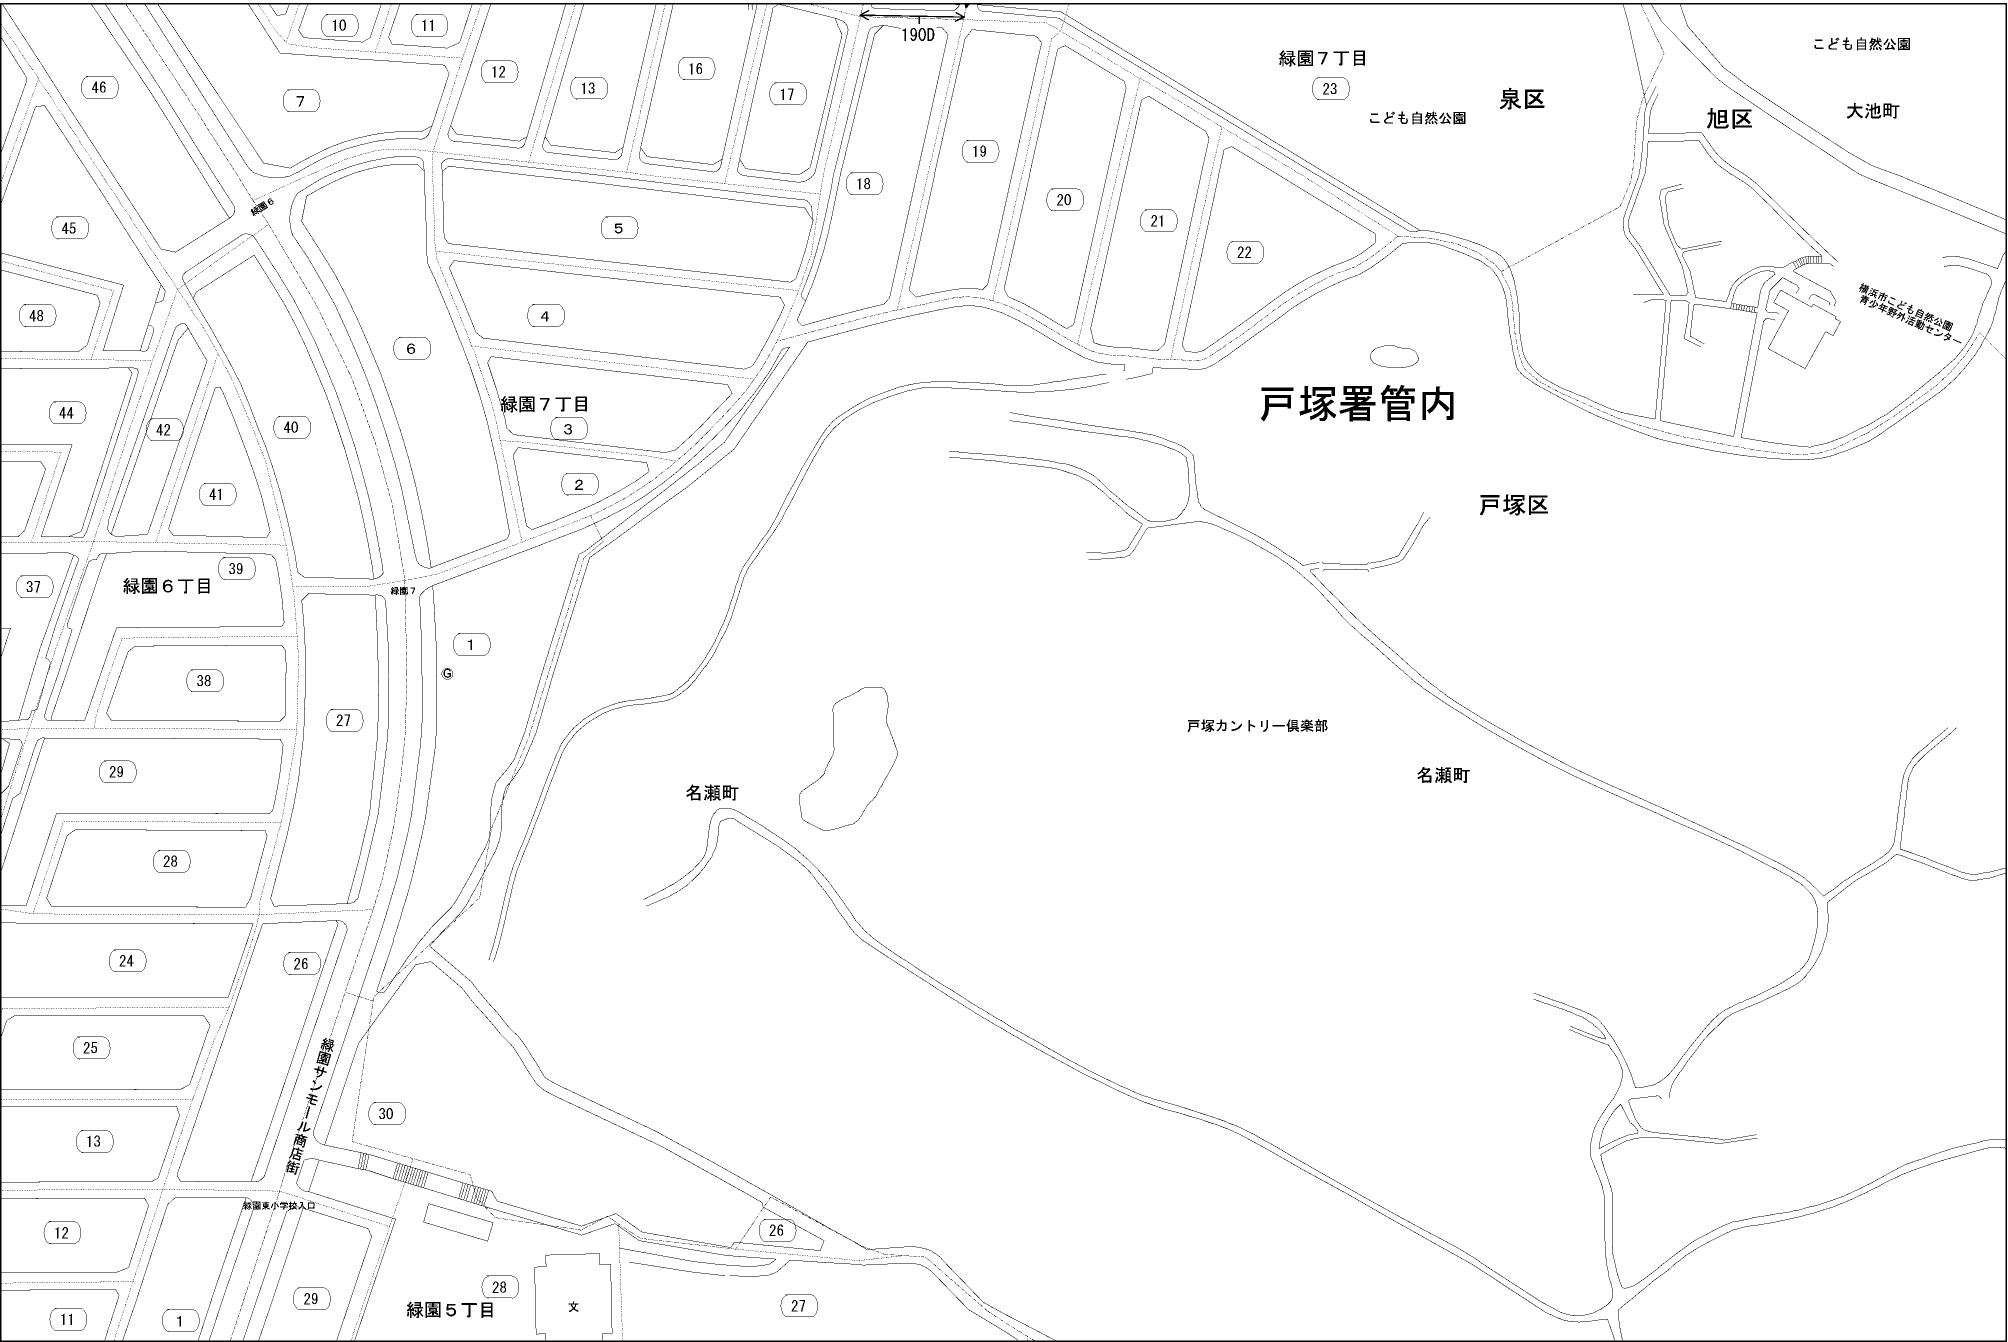 10
11
190D
緑園７丁目
23
こども自然公園
泉区
旭区
こども自然公園
大池町
46
7
12
13
16
17
18
19
20
21
22
45
緑園６
5
48
4
6
横浜市こども自然公園
青少年野外活動センター
44
42
40
緑園７丁目
3
戸塚署管内
2
41
戸塚区
37
緑園６丁目
39
緑園７
1
G
38
27
戸塚カントリー倶楽部
29
名瀬町
名瀬町
28
24
26
25
緑園サンモール商店街
30
13
12
緑園東小学校入口
26
28
文
27
11
1
29
緑園５丁目